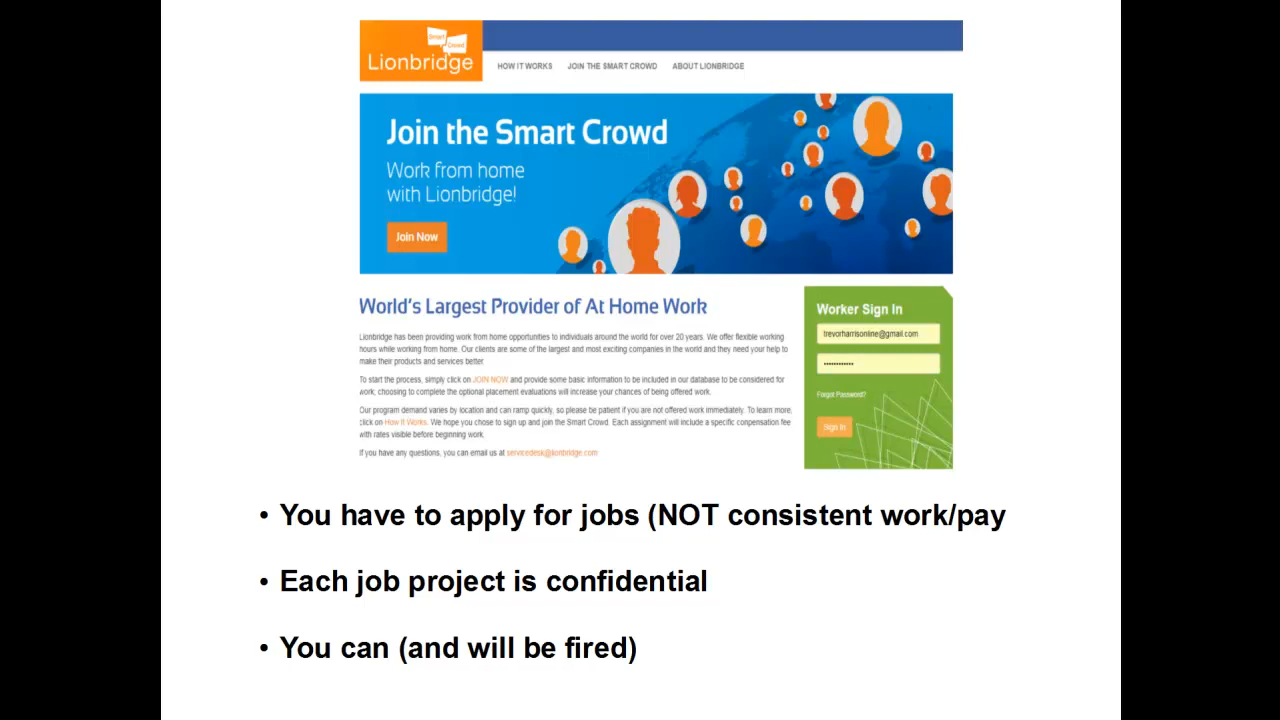 Smart
Crowd
Lionbridge
HOW IT WORKS JOIN THE SMART CROWD ABOUT LIONBRIDGE
Join the Smart Crowd
Work from home
with Lionbridge!
Join Now
World's Largest Provider of At Home Work
Lionbridge has been providing work from home opportunities to individuals around the world for over 20 years. We offer flexible working
hours while working from home. Our clients are some of the largest and most exciting companies in the world and they need your help to
make their products and services better.
To start the process, simply click on JOIN NOW and provide some basic information to be included in our database to be considered for
work; choosing to complete the optional placement evaluations will increase your chances of being offered work.
Our program demand varies by location and can ramp quickly, so please be patient if you are not offered work immediately. To learn more,
click on How It Works. We hope you chose to sign up and join the Smart Crowd. Each assignment will include a specific compensation fee
with rates visible before beginning work.
If you have any questions, you can email us at servicedesk@lionbridge.com
Worker Sign In
trevorharrisonline@gmail.com
••••••••••••
Forgot Password?
Sign In
• You have to apply for jobs (NOT consistent work/pay
• Each job project is confidential
• You can (and will be fired)